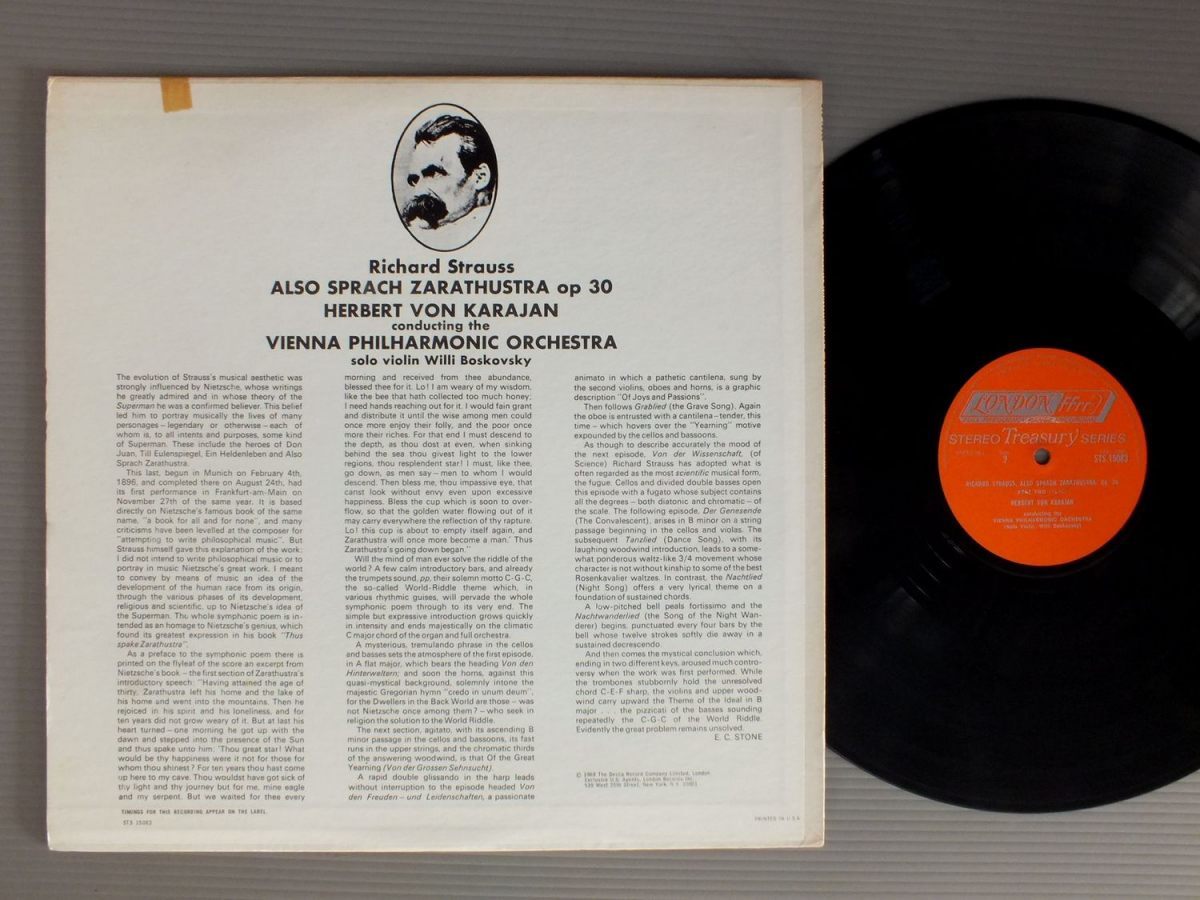 Richard Strauss
ALSO SPRACH ZARATHUSTRA op 30
HERBERT VON KARAJAN
conducting the
VIENNA PHILHARMONIC ORCHESTRA
solo violin Willi Boskovsky
The evolution of Strauss's musical aesthetic was
strongly influenced by Nietzsche, whose writings
he greatly admired and in whose theory of the
Superman he was a confirmed believer. This belief
led him to portray musically the lives of many
personages – legendary or otherwise – each of
whom is, to all intents and purposes, some kind
of Superman. These include the heroes of Don
Juan, Till Eulenspiegel, Ein Heldenleben and Also
Sprach Zarathustra.
This last, begun in Munich on February 4th,
1896, and completed there on August 24th, had
its first performance in Frankfurt-am-Main on
November 27th of the same year. It is based
directly on Nietzsche's famous book of the same
name, "a book for all and for none", and many
criticisms have been levelled at the composer for
"attempting to write philosophical music". But
Strauss himself gave this explanation of the work:
I did not intend to write philosophical music or to
portray in music Nietzsche's great work. I meant
to convey by means of music an idea of the
development of the human race from its origin,
through the various phases of its development,
religious and scientific, up to Nietzsche's idea of
the Superman. The whole symphonic poem is in-
tended as an homage to Nietzsche's genius, which
found its greatest expression in his book "Thus
spake Zarathustra".
As a preface to the symphonic poem there is
printed on the flyleaf of the score an excerpt from
Nietzsche's book – the first section of Zarathustra's
introductory speech: "Having attained the age of
thirty, Zarathustra left his home and the lake of
his home and went into the mountains. Then he
rejoiced in his spirit and his loneliness, and for
ten years did not grow weary of it. But at last his
heart turned – one morning he got up with the
dawn and stepped into the presence of the Sun
and thus spake unto him: 'Thou great star! What
would be thy happiness were it not for those for
whom thou shinest? For ten years thou hast come
up here to my cave. Thou wouldst have got sick of
thy light and thy journey but for me, mine eagle
and my serpent. But we waited for thee every
morning and received from thee abundance,
blessed thee for it. Lo! I am weary of my wisdom,
like the bee that hath collected too much honey;
I need hands reaching out for it. I would fain grant
and distribute it until the wise among men could
once more enjoy their folly, and the poor once
more their riches. For that end I must descend to
the depth, as thou dost at even, when sinking
behind the sea thou givest light to the lower
regions, thou resplendent star! I must, like thee,
go down, as men say – men to whom I would
descend. Then bless me, thou impassive eye, that
canst look without envy even upon excessive
happiness. Bless the cup which is soon to over-
flow, so that the golden water flowing out of it
may carry everywhere the reflection of thy rapture.
Lo! this cup is about to empty itself again, and
Zarathustra will once more become a man.' Thus
Zarathustra's going down began."
Will the mind of man ever solve the riddle of the
world? A few calm introductory bars, and already
the trumpets sound, pp, their solemn motto C-G-C,
the so-called World-Riddle theme which, in
various rhythmic guises, will pervade the whole
symphonic poem through to its very end. The
simple but expressive introduction grows quickly
in intensity and ends majestically on the climatic
C major chord of the organ and full orchestra.
A mysterious, tremulando phrase in the cellos
and basses sets the atmosphere of the first episode,
in A flat major, which bears the heading Von den
Hinterweltern; and soon the horns, against this
quasi-mystical background, solemnly intone the
majestic Gregorian hymn "credo in unum deum",
for the Dwellers in the Back World are those – was
not Nietzsche once among them? – who seek in
religion the solution to the World Riddle.
The next section, agitato, with its ascending B
minor passage in the cellos and bassoons, its fast
runs in the upper strings, and the chromatic thirds
of the answering woodwind, is that Of the Great
Yearning (Von der Grossen Sehnsucht).
A rapid double glissando in the harp leads
without interruption to the episode headed Von
den Freuden – und Leidenschaften, a passionate
animato in which a pathetic cantilena, sung by
the second violins, oboes and horns, is a graphic
description "Of Joys and Passions".
Then follows Grablied (the Grave Song). Again
the oboe is entrusted with a cantilena – tender, this
time – which hovers over the "Yearning" motive
expounded by the cellos and bassoons.
As though to describe accurately the mood of
the next episode, Von der Wissenschaft, (of
Science) Richard Strauss has adopted what is
often regarded as the most scientific musical form,
the fugue. Cellos and divided double basses open
this episode with a fugato whose subject contains
all the degrees – both diatonic and chromatic – of
the scale. The following episode, Der Genesende
(The Convalescent), arises in B minor on a string
passage beginning in the cellos and violas. The
subsequent Tanzlied (Dance Song), with its
laughing woodwind introduction, leads to a some-
what ponderous waltz-like 3/4 movement whose
character is not without kinship to some of the best
Rosenkavalier waltzes. In contrast, the Nachtlied
(Night Song) offers a very lyrical theme on a
foundation of sustained chords.
A low-pitched bell peals fortissimo and the
Nachtwanderlied (the Song of the Night Wan-
derer) begins, punctuated every four bars by the
bell whose twelve strokes softly die away in a
sustained decrescendo.
And then comes the mystical conclusion which,
ending in two different keys, aroused much contro-
versy when the work was first performed. While
the trombones stubbornly hold the unresolved
chord C-E-F sharp, the violins and upper wood-
wind carry upward the Theme of the Ideal in B
major . . . the pizzicati of the basses sounding
repeatedly the C-G-C of the World Riddle.
Evidently the great problem remains unsolved.
E. C. STONE
The Decca Record Company Limited, London
Exclusive U.S. Agents, London Records Inc.
539 West 25th Street, New York, N.Y. 10001
TIMINGS FOR THIS RECORDING APPEAR ON THE LABEL.
STS 15083
PRINTED IN U.S.A.
LONDON ffrr
FULL FREQUENCY RANGE RECORDING
STEREO Treasury SERIES
STS 15083
RICHARD STRAUSS, ALSO SPRACH ZARATHUSTRA, Op. 30
HERBERT VON KARAJAN
conducting the
VIENNA PHILHARMONIC ORCHESTRA
(Solo Violin, Willi Boskovsky)